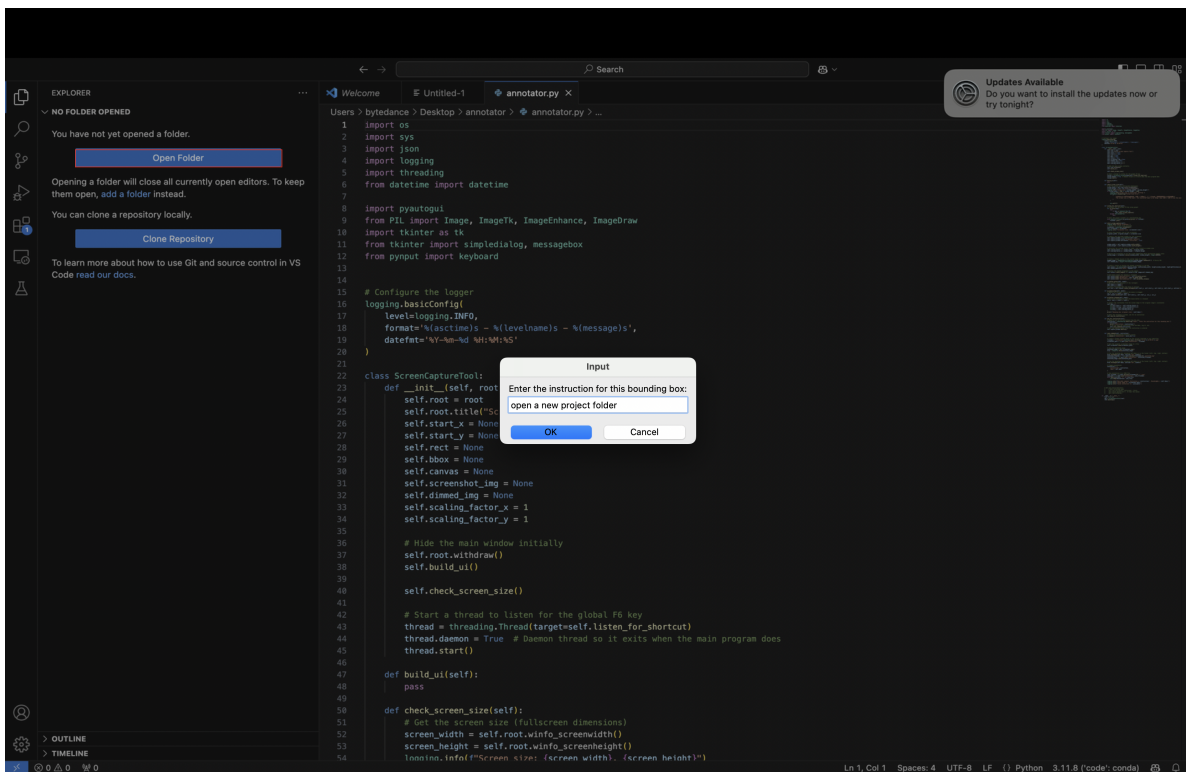 Search
Updates Available
Do you want to install the updates now or
try tonight?
EXPLORER
NO FOLDER OPENED
You have not yet opened a folder.
Open Folder
Opening a folder will close all currently open editors. To keep
them open, add a folder instead.
You can clone a repository locally.
Clone Repository
To learn more about how to use Git and source control in VS
Code read our docs.
1
OUTLINE
TIMELINE
Welcome
Untitled-1
annotator.py
Users > bytedance > Desktop > annotator > annotator.py > ...
1 import os
2 import sys
3 import json
4 import logging
5 import threading
6 from datetime import datetime
7
8 import pyautogui
9 from PIL import Image, ImageTk, ImageEnhance, ImageDraw
10 import tkinter as tk
11 from tkinter import simpledialog, messagebox
12 from pynput import keyboard
13
14
15 # Configure the logger
16 logging.basicConfig(
17 level=logging.INFO,
18 format='%(asctime)s - %(levelname)s - %(message)s',
19 datefmt='%Y-%m-%d %H:%M:%S'
20 )
21
22 class ScreenCaptureTool:
23 def __init__(self, root
24 self.root = root
25 self.root.title("Sc
26 self.start_x = None
27 self.start_y = None
28 self.rect = None
29 self.bbox = None
30 self.canvas = None
31 self.screenshot_img = None
32 self.dimmed_img = None
33 self.scaling_factor_x = 1
34 self.scaling_factor_y = 1
35
36 # Hide the main window initially
37 self.root.withdraw()
38 self.build_ui()
39
40 self.check_screen_size()
41
42 # Start a thread to listen for the global F6 key
43 thread = threading.Thread(target=self.listen_for_shortcut)
44 thread.daemon = True # Daemon thread so it exits when the main program does
45 thread.start()
46
47 def build_ui(self):
48 pass
49
50 def check_screen_size(self):
51 # Get the screen size (fullscreen dimensions)
52 screen_width = self.root.winfo_screenwidth()
53 screen_height = self.root.winfo_screenheight()
54 logging.info(f"Screen size: {screen_width}, {screen_height}")
Input
Enter the instruction for this bounding box:
open a new project folder
OK
Cancel
0 0 0
Ln 1, Col 1 Spaces: 4 UTF-8 LF {} Python 3.11.8 ('code': conda)